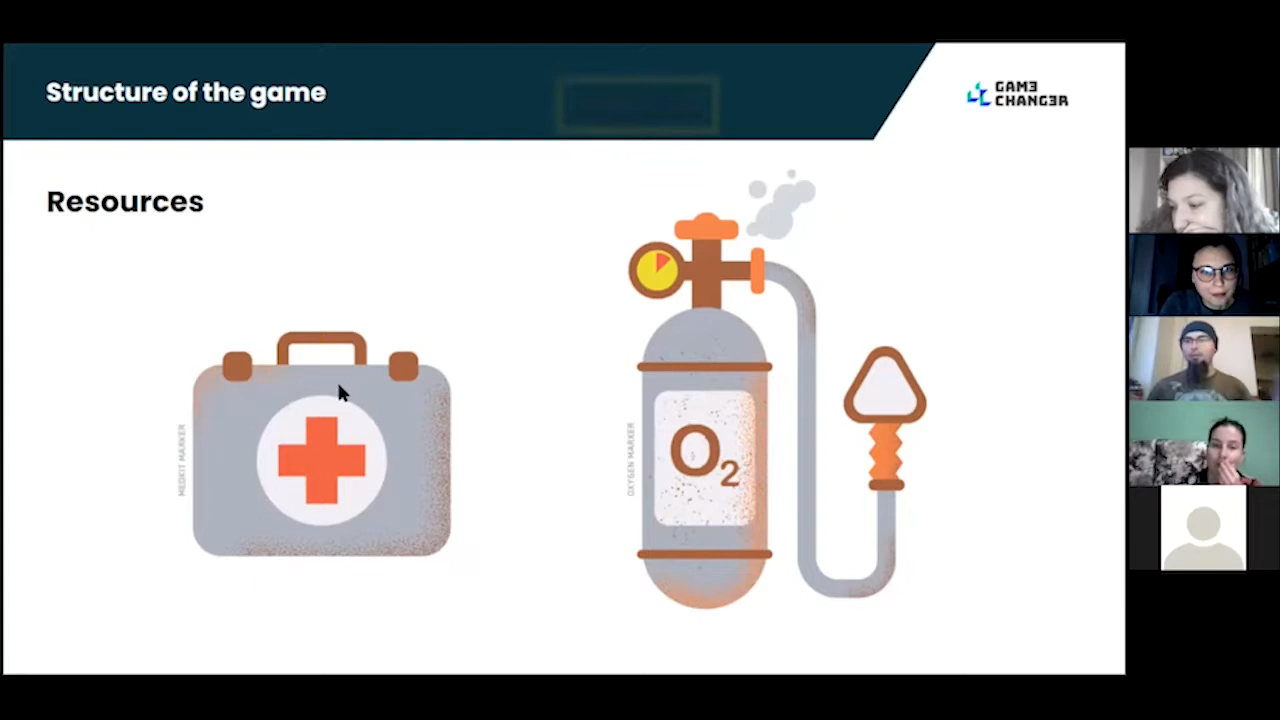 Structure of the game
GAM3
CHANG3R
Resources
MEDKIT MARKER
OXYGEN MARKER
O2